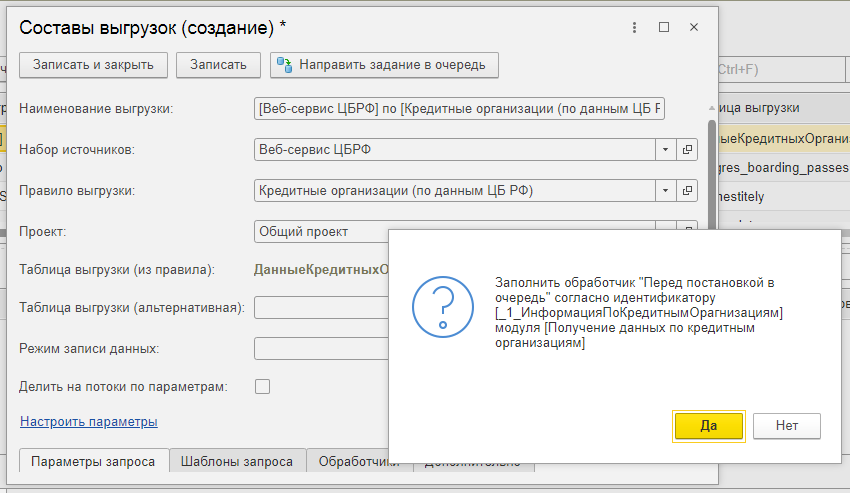 Составы выгрузок (создание) *
Записать и закрыть
Записать
Направить задание в очередь
Ctrl+F)
Наименование выгрузки:
[Веб-сервис ЦБРФ] по [Кредитные организации (по данным ЦБ Р
ица выгрузки
Набор источников:
Веб-сервис ЦБРФ
ыеКредитныхОргани
gres_boarding_passes
Правило выгрузки:
Кредитные организации (по данным ЦБ РФ)
nestitely
Проект:
Общий проект
Таблица выгрузки (из правила):
ДанныеКредитныхО
Таблица выгрузки (альтернативная):
Режим записи данных:
Делить на потоки по параметрам:
Настроить параметры
Параметры запроса
Шаблоны запроса
Обработчики
Дополнительно
Заполнить обработчик "Перед постановкой в
очередь" согласно идентификатору
[_1_ИнформацияПоКредитнымОрагнизациям]
модуля [Получение данных по кредитным
организациям]
Да
Нет